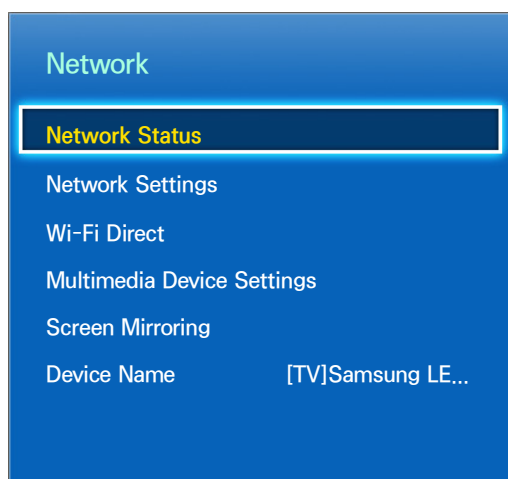 Network
Network Status
Network Settings
Wi-Fi Direct
Multimedia Device Settings
Screen Mirroring
Device Name [TV]Samsung LE...